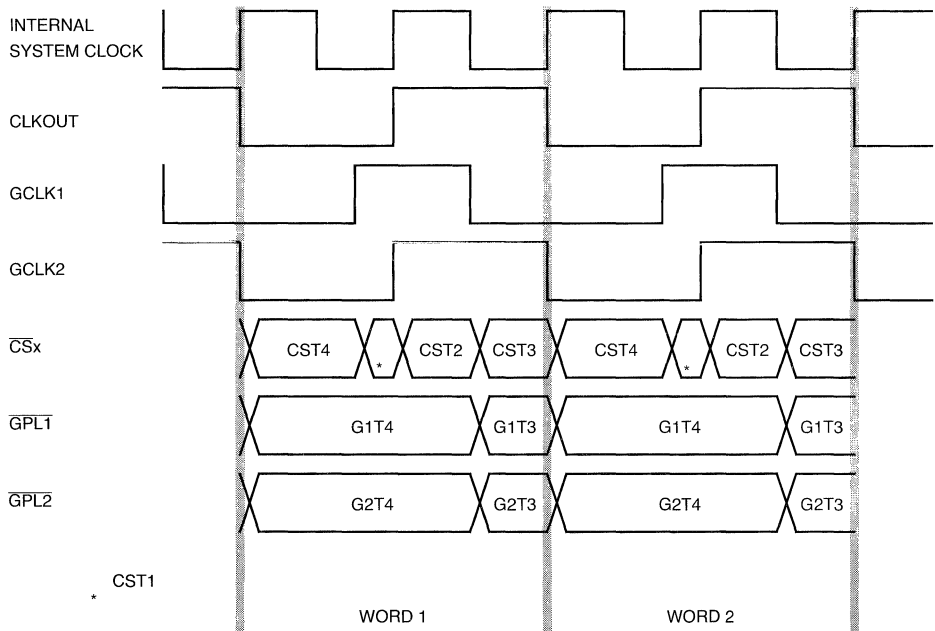 INTERNAL
SYSTEM CLOCK
CLKOUT
GCLK1
GCLK2
CSx CST4 * CST2 CST3 CST4 * CST2 CST3
GPL1 G1T4 G1T3 G1T4 G1T3
GPL2 G2T4 G2T3 G2T4 G2T3
* CST1
WORD 1 WORD 2